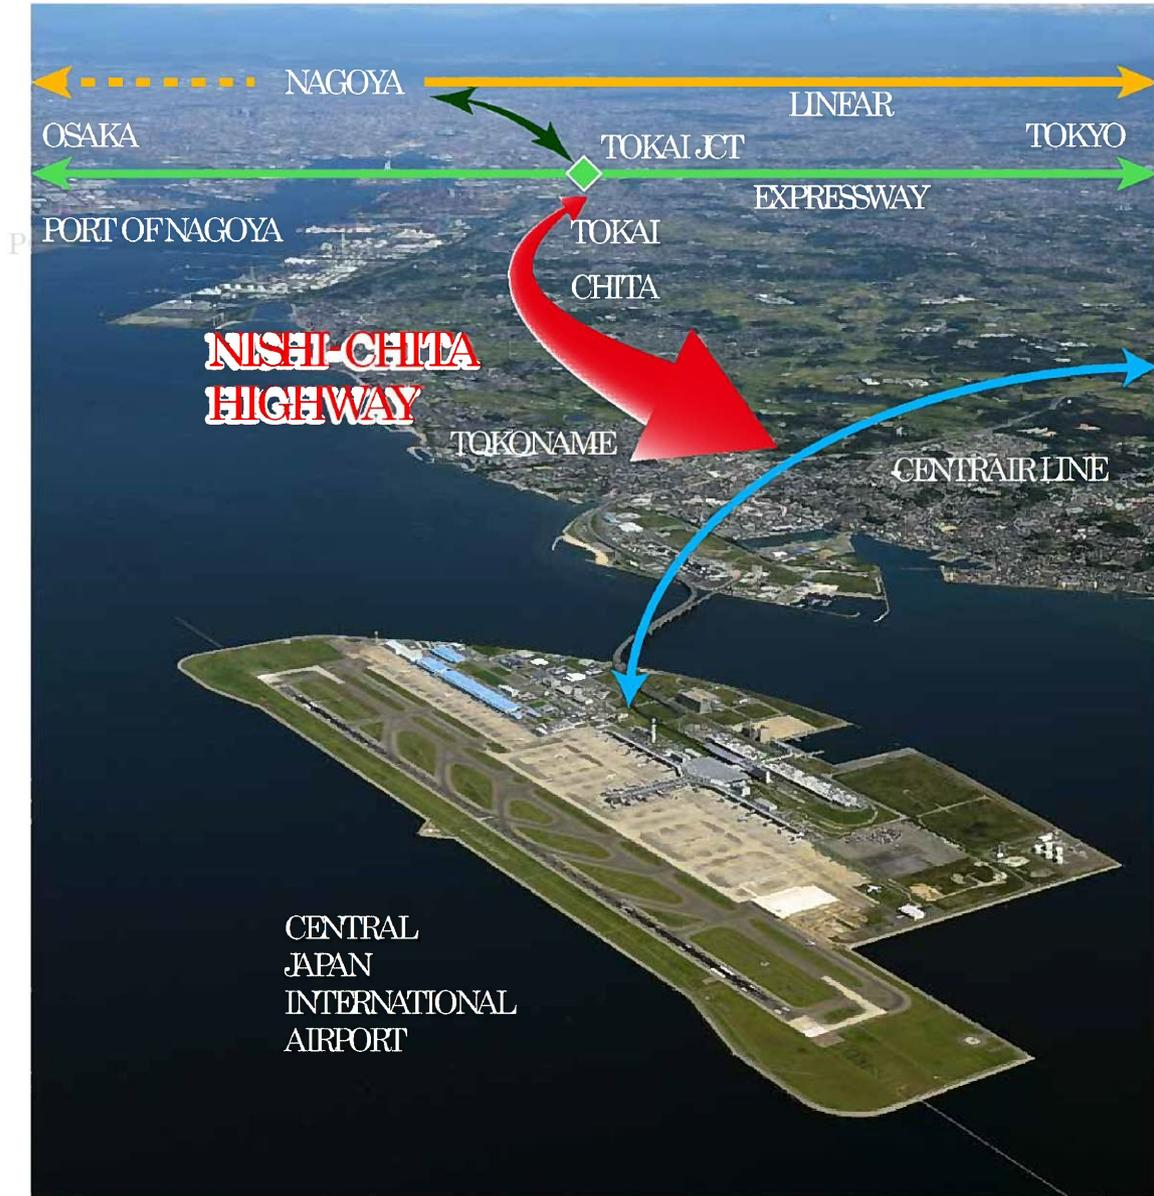 NAGOYA
LINEAR
OSAKA
TOKAI JCT
TOKYO
EXPRESSWAY
PORT OF NAGOYA
TOKAI
CHITA
NISHI-CHITA
HIGHWAY
TOKONAME
CENTRAIR LINE
CENTRAL
JAPAN
INTERNATIONAL
AIRPORT